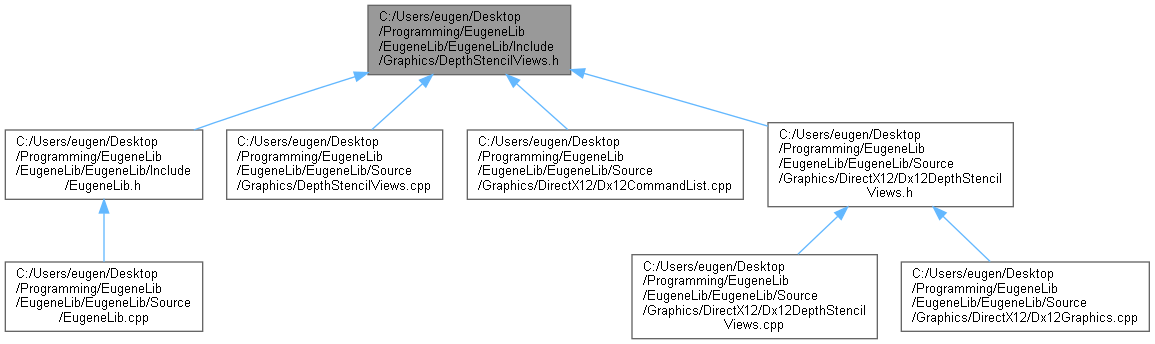 C:/Users/eugen/Desktop
/Programming/EugeneLib
/EugeneLib/EugeneLib/Include
/Graphics/DepthStencilViews.h
C:/Users/eugen/Desktop
/Programming/EugeneLib
/EugeneLib/EugeneLib/Include
/EugeneLib.h
C:/Users/eugen/Desktop
/Programming/EugeneLib
/EugeneLib/EugeneLib/Source
/Graphics/DepthStencilViews.cpp
C:/Users/eugen/Desktop
/Programming/EugeneLib
/EugeneLib/EugeneLib/Source
/Graphics/DirectX12/Dx12CommandList.cpp
C:/Users/eugen/Desktop
/Programming/EugeneLib
/EugeneLib/EugeneLib/Source
/Graphics/DirectX12/Dx12DepthStencil
Views.h
C:/Users/eugen/Desktop
/Programming/EugeneLib
/EugeneLib/EugeneLib/Source
/EugeneLib.cpp
C:/Users/eugen/Desktop
/Programming/EugeneLib
/EugeneLib/EugeneLib/Source
/Graphics/DirectX12/Dx12DepthStencil
Views.cpp
C:/Users/eugen/Desktop
/Programming/EugeneLib
/EugeneLib/EugeneLib/Source
/Graphics/DirectX12/Dx12Graphics.cpp